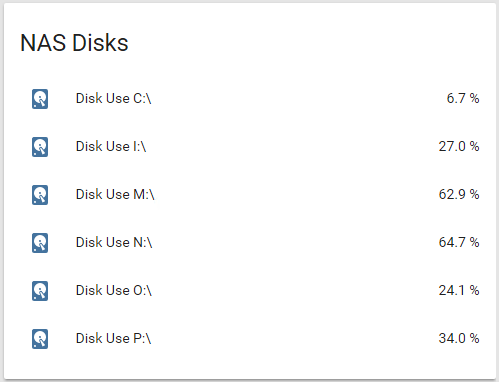 NAS Disks
Disk Use C:\ 6.7 %
Disk Use I:\ 27.0 %
Disk Use M:\ 62.9 %
Disk Use N:\ 64.7 %
Disk Use O:\ 24.1 %
Disk Use P:\ 34.0 %